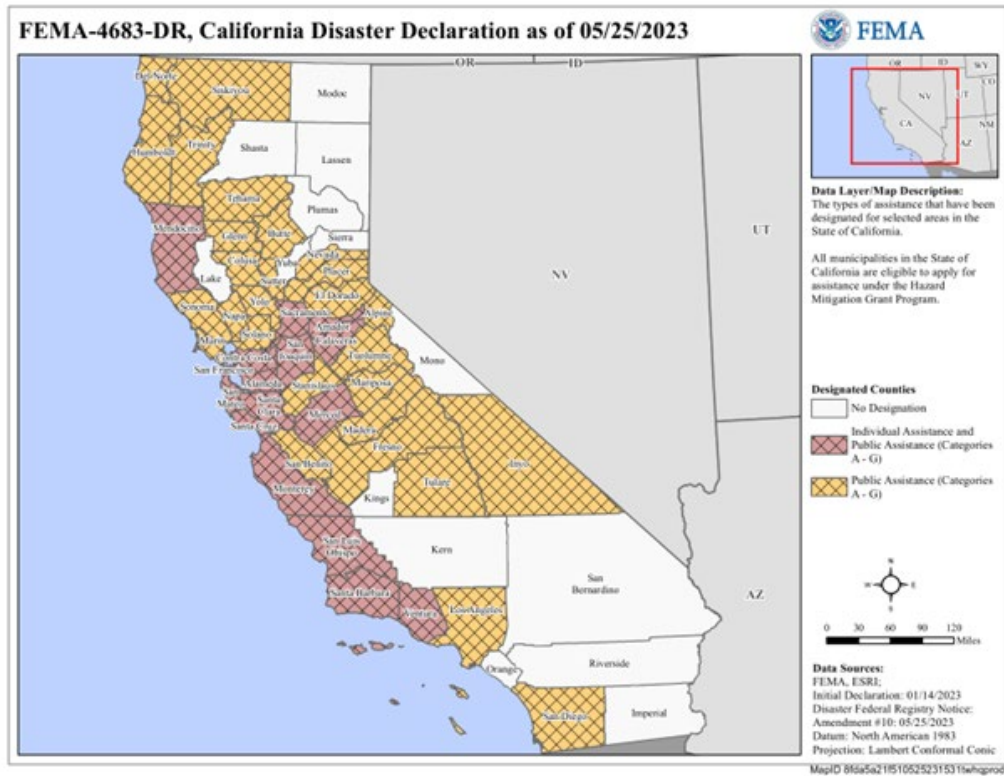 FEMA-4683-DR, California Disaster Declaration as of 05/25/2023
FEMA
OR
ID
Del Norte
Siskiyou
Modoc
Humboldt
Trinity
Shasta
Lassen
Tehama
Plumas
Mendocino
Glenn
Butte
Sierra
Lake
Colusa
Yuba
Nevada
Sutter
Placer
Sonoma
Napa
Yolo
El Dorado
Sacramento
Alpine
Marin
Solano
Amador
Calaveras
Contra Costa
San Joaquin
Tuolumne
Mono
San Francisco
Alameda
Stanislaus
Mariposa
San Mateo
Santa Clara
Merced
Santa Cruz
Madera
San Benito
Fresno
Inyo
Monterey
Kings
Tulare
San Luis
Obispo
Kern
San
Bernardino
Santa Barbara
Ventura
Los Angeles
Orange
Riverside
San Diego
Imperial
NV
UT
AZ
OR
ID
WY
NV
UT
CO
CA
AZ
NM
Data Layer/Map Description:
The types of assistance that have been
designated for selected areas in the
State of California.
All municipalities in the State of
California are eligible to apply for
assistance under the Hazard
Mitigation Grant Program.
Designated Counties
No Designation
Individual Assistance and
Public Assistance (Categories
A - G)
Public Assistance (Categories
A - G)
N
W
E
S
0 30 60 90 120
Miles
Data Sources:
FEMA, ESRI;
Initial Declaration: 01/14/2023
Disaster Federal Registry Notice:
Amendment #10: 05/25/2023
Datum: North American 1983
Projection: Lambert Conformal Conic